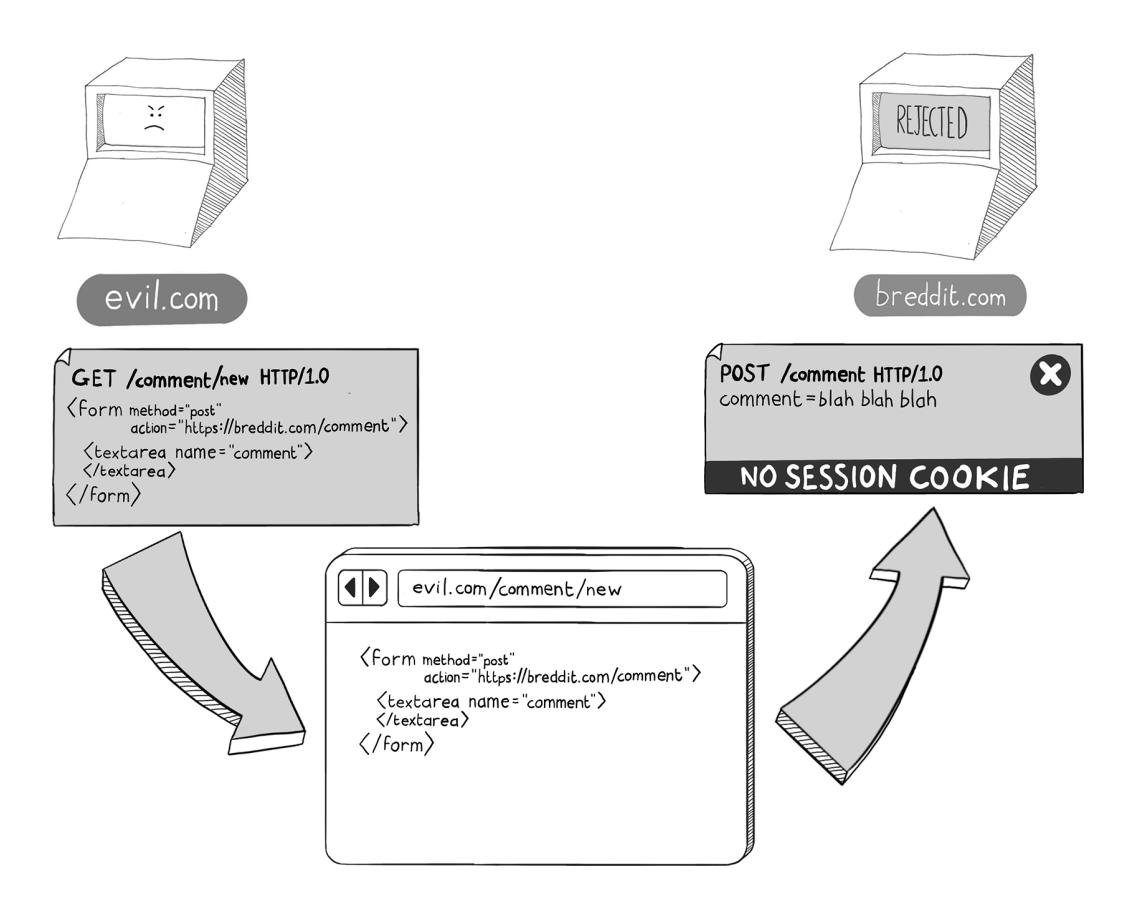 REJECTED
evil.com
breddit.com
GET /comment/new HTTP/1.0
<form method="post"
action="https://breddit.com/comment">
<textarea name="comment">
</textarea>
</form>
POST /comment HTTP/1.0
comment=blah blah blah
NO SESSION COOKIE
evil.com/comment/new
<form method="post"
action="https://breddit.com/comment">
<textarea name="comment">
</textarea>
</form>